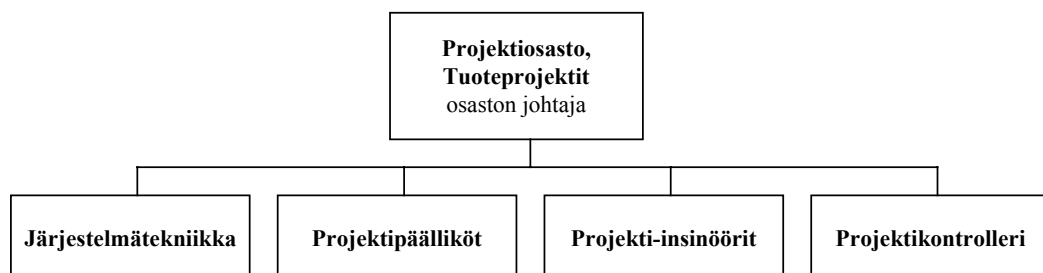 Projektiosasto,
Tuoteprojektit
osaston johtaja
Järjestelmätekniikka
Projektipäälliköt
Projekti-insinöörit
Projektikontrolleri